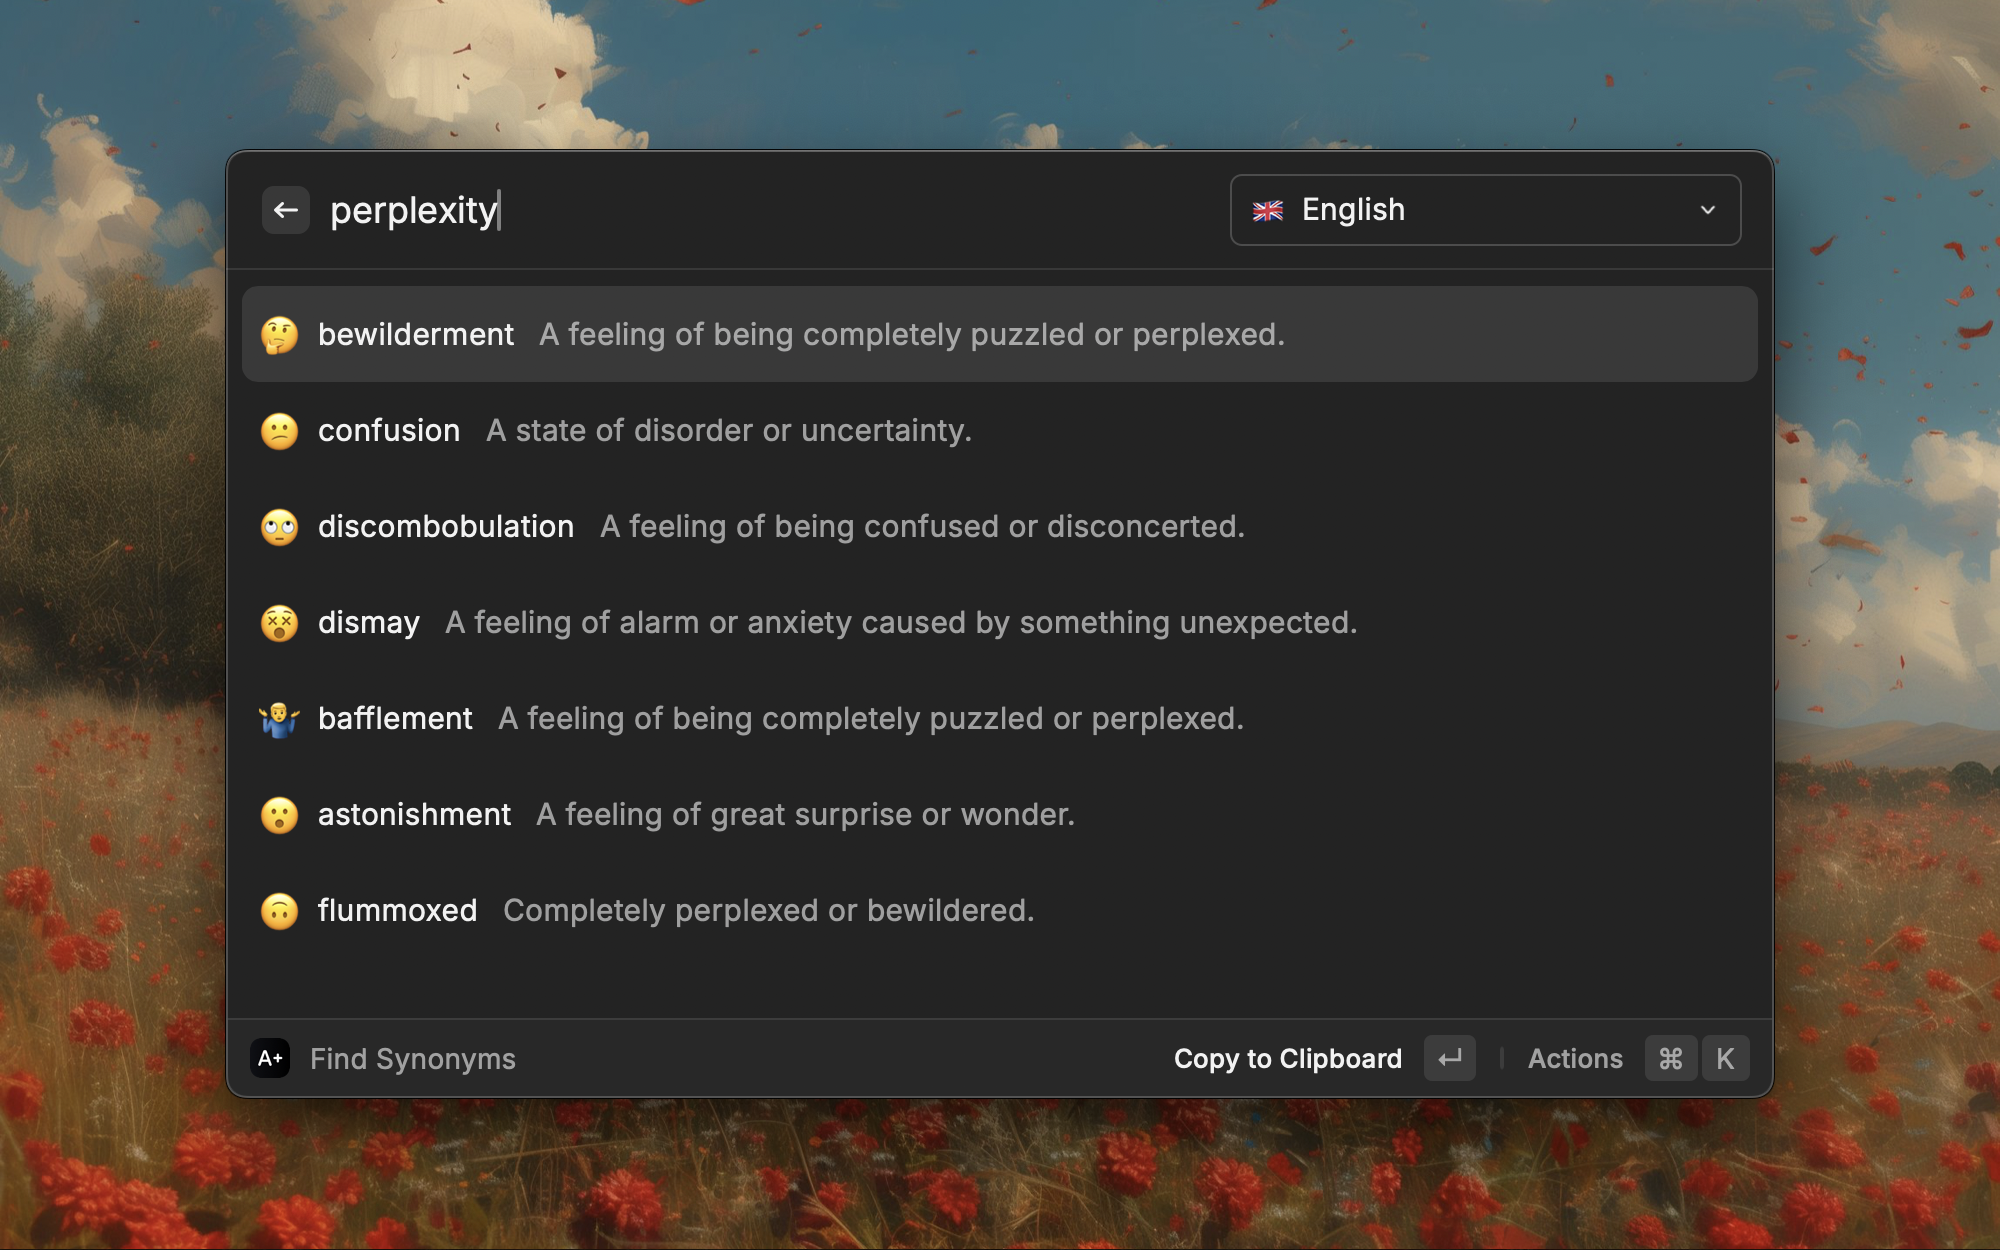 perplexity
English
bewilderment A feeling of being completely puzzled or perplexed.
confusion A state of disorder or uncertainty.
discombobulation A feeling of being confused or disconcerted.
dismay A feeling of alarm or anxiety caused by something unexpected.
bafflement A feeling of being completely puzzled or perplexed.
astonishment A feeling of great surprise or wonder.
flummoxed Completely perplexed or bewildered.
A+ Find Synonyms Copy to Clipboard ↵ Actions ⌘ K